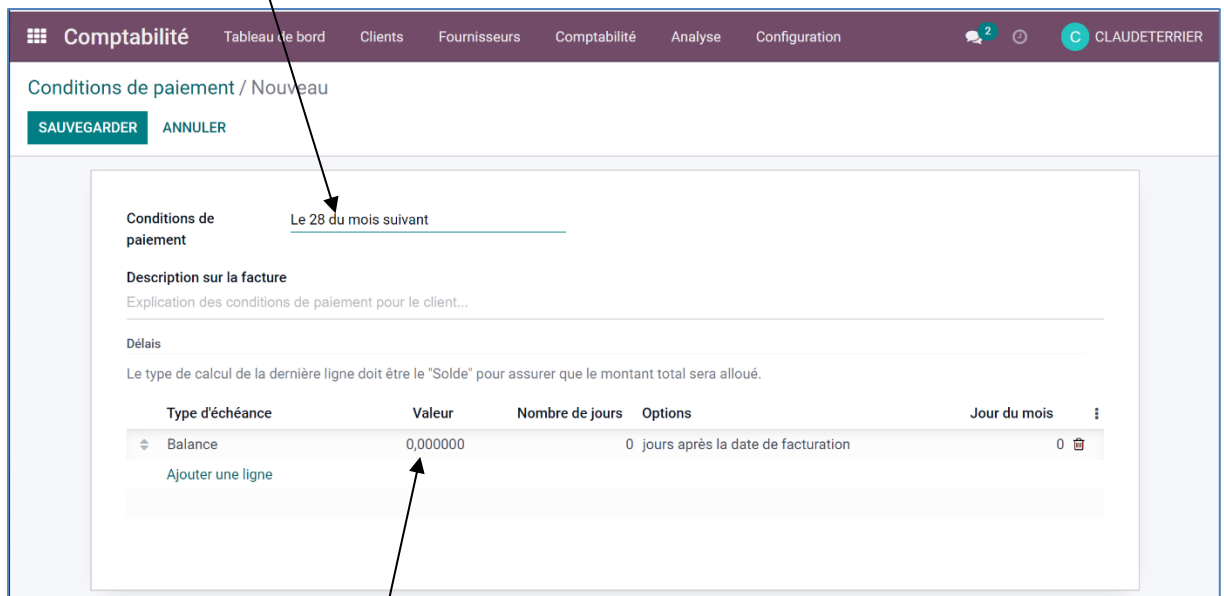 Comptabilité Tableau de bord Clients Fournisseurs Comptabilité Analyse Configuration 2 C CLAUDETERRIER
Conditions de paiement / Nouveau
SAUVEGARDER ANNULER
Conditions de paiement Le 28 du mois suivant
Description sur la facture
Explication des conditions de paiement pour le client...
Délais
Le type de calcul de la dernière ligne doit être le "Solde" pour assurer que le montant total sera alloué.
Type d'échéance Valeur Nombre de jours Options Jour du mois
Balance 0,000000 0 jours après la date de facturation 0
Ajouter une ligne